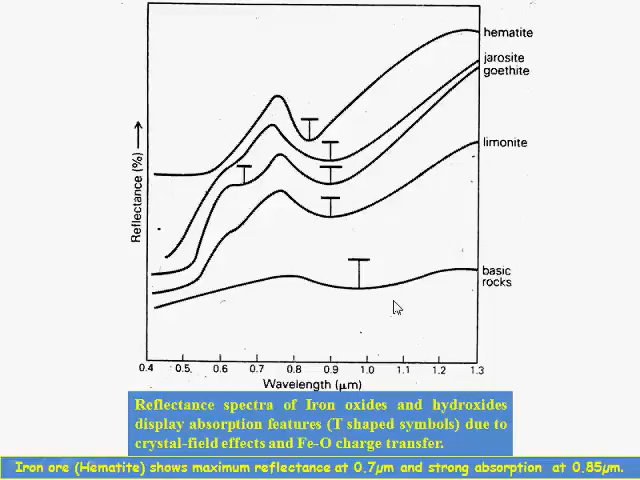 hematite
jarosite
goethite
limonite
basic
rocks
Reflectance (%)
0.4 0.5 0.6 0.7 0.8 0.9 1.0 1.1 1.2 1.3
Wavelength (μm)
Reflectance spectra of Iron oxides and hydroxides
display absorption features (T shaped symbols) due to
crystal-field effects and Fe-O charge transfer.
Iron ore (Hematite) shows maximum reflectance at 0.7μm and strong absorption at 0.85μm.